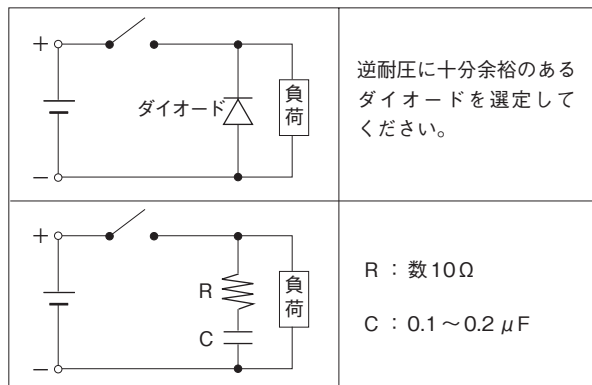 +
ダイオード
負荷
−
逆耐圧に十分余裕のある
ダイオードを選定して
ください。
+
R
C
負荷
−
R : 数10Ω
C : 0.1～0.2 μF